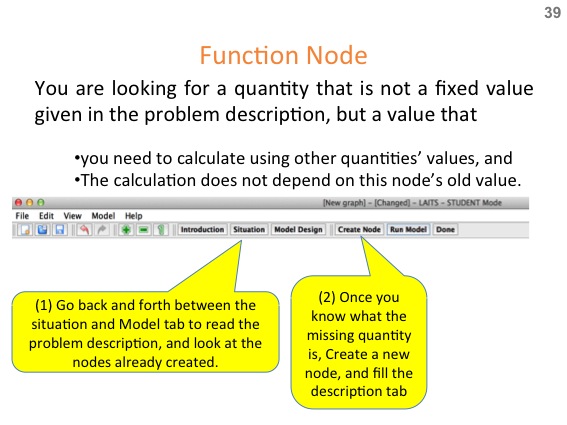 39
Function Node
You are looking for a quantity that is not a fixed value
given in the problem description, but a value that
•you need to calculate using other quantities’ values, and
•The calculation does not depend on this node’s old value.
[New graph] – [Changed] – LAITS – STUDENT Mode
File Edit View Model Help
Introduction Situation Model Design Create Node Run Model Done
(1) Go back and forth between the
situation and Model tab to read the
problem description, and look at the
nodes already created.
(2) Once you
know what the
missing quantity
is, Create a new
node, and fill the
description tab